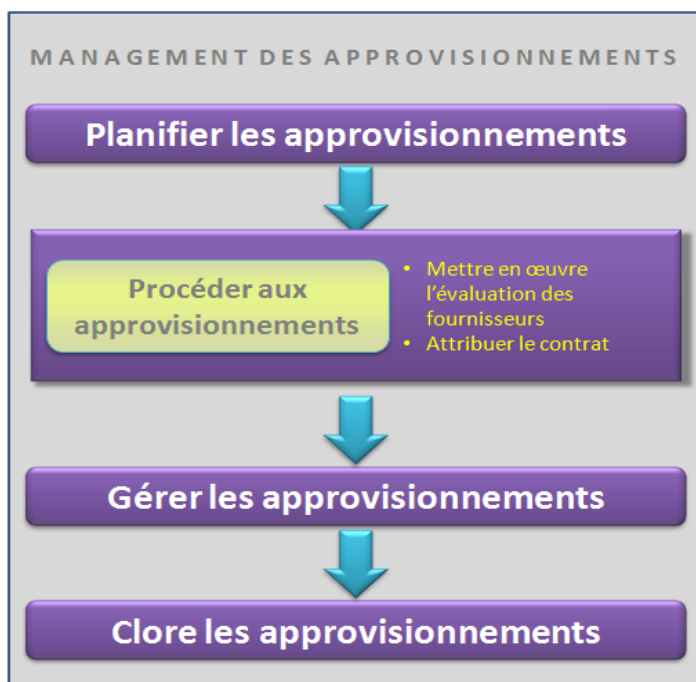 MANAGEMENT DES APPROVISIONNEMENTS
Planifier les approvisionnements
Procéder aux
approvisionnements
• Mettre en œuvre
l'évaluation des
fournisseurs
• Attribuer le contrat
Gérer les approvisionnements
Clore les approvisionnements